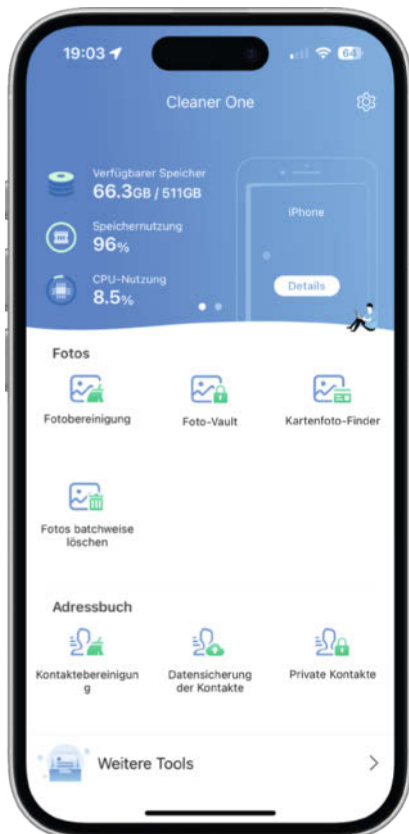 19:03
64
Cleaner One
Verfügbarer Speicher
66.3GB / 511GB
Speichernutzung
96%
CPU-Nutzung
8.5%
iPhone
Details
Fotos
Fotobereinigung
Foto-Vault
Kartenfoto-Finder
Fotos batchweise
löschen
Adressbuch
Kontaktebereinigun
g
Datensicherung
der Kontakte
Private Kontakte
Weitere Tools